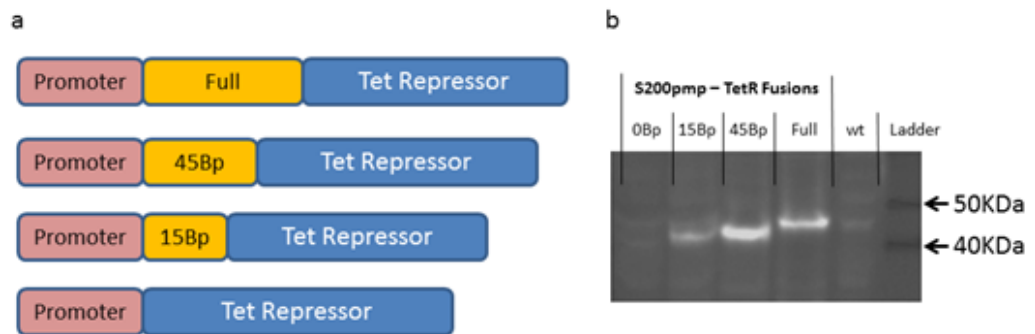 a
Promoter Full Tet Repressor
Promoter 45Bp Tet Repressor
Promoter 15Bp Tet Repressor
Promoter Tet Repressor
b
S200pmp – TetR Fusions
0Bp 15Bp 45Bp Full wt Ladder
50KDa
40KDa